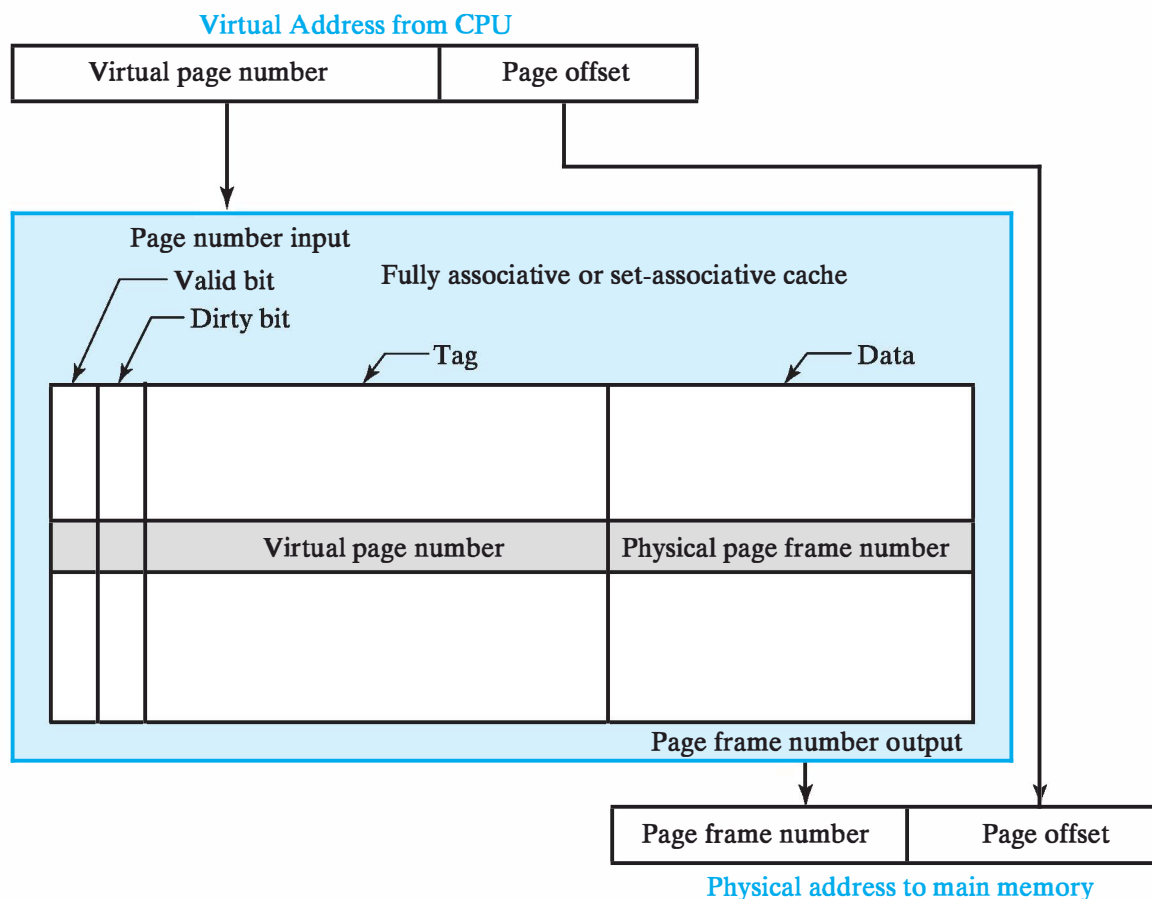 Virtual Address from CPU
Virtual page number
Page offset
Page number input
Valid bit
Fully associative or set-associative cache
Dirty bit
Tag
Data
Virtual page number
Physical page frame number
Page frame number output
Page frame number
Page offset
Physical address to main memory